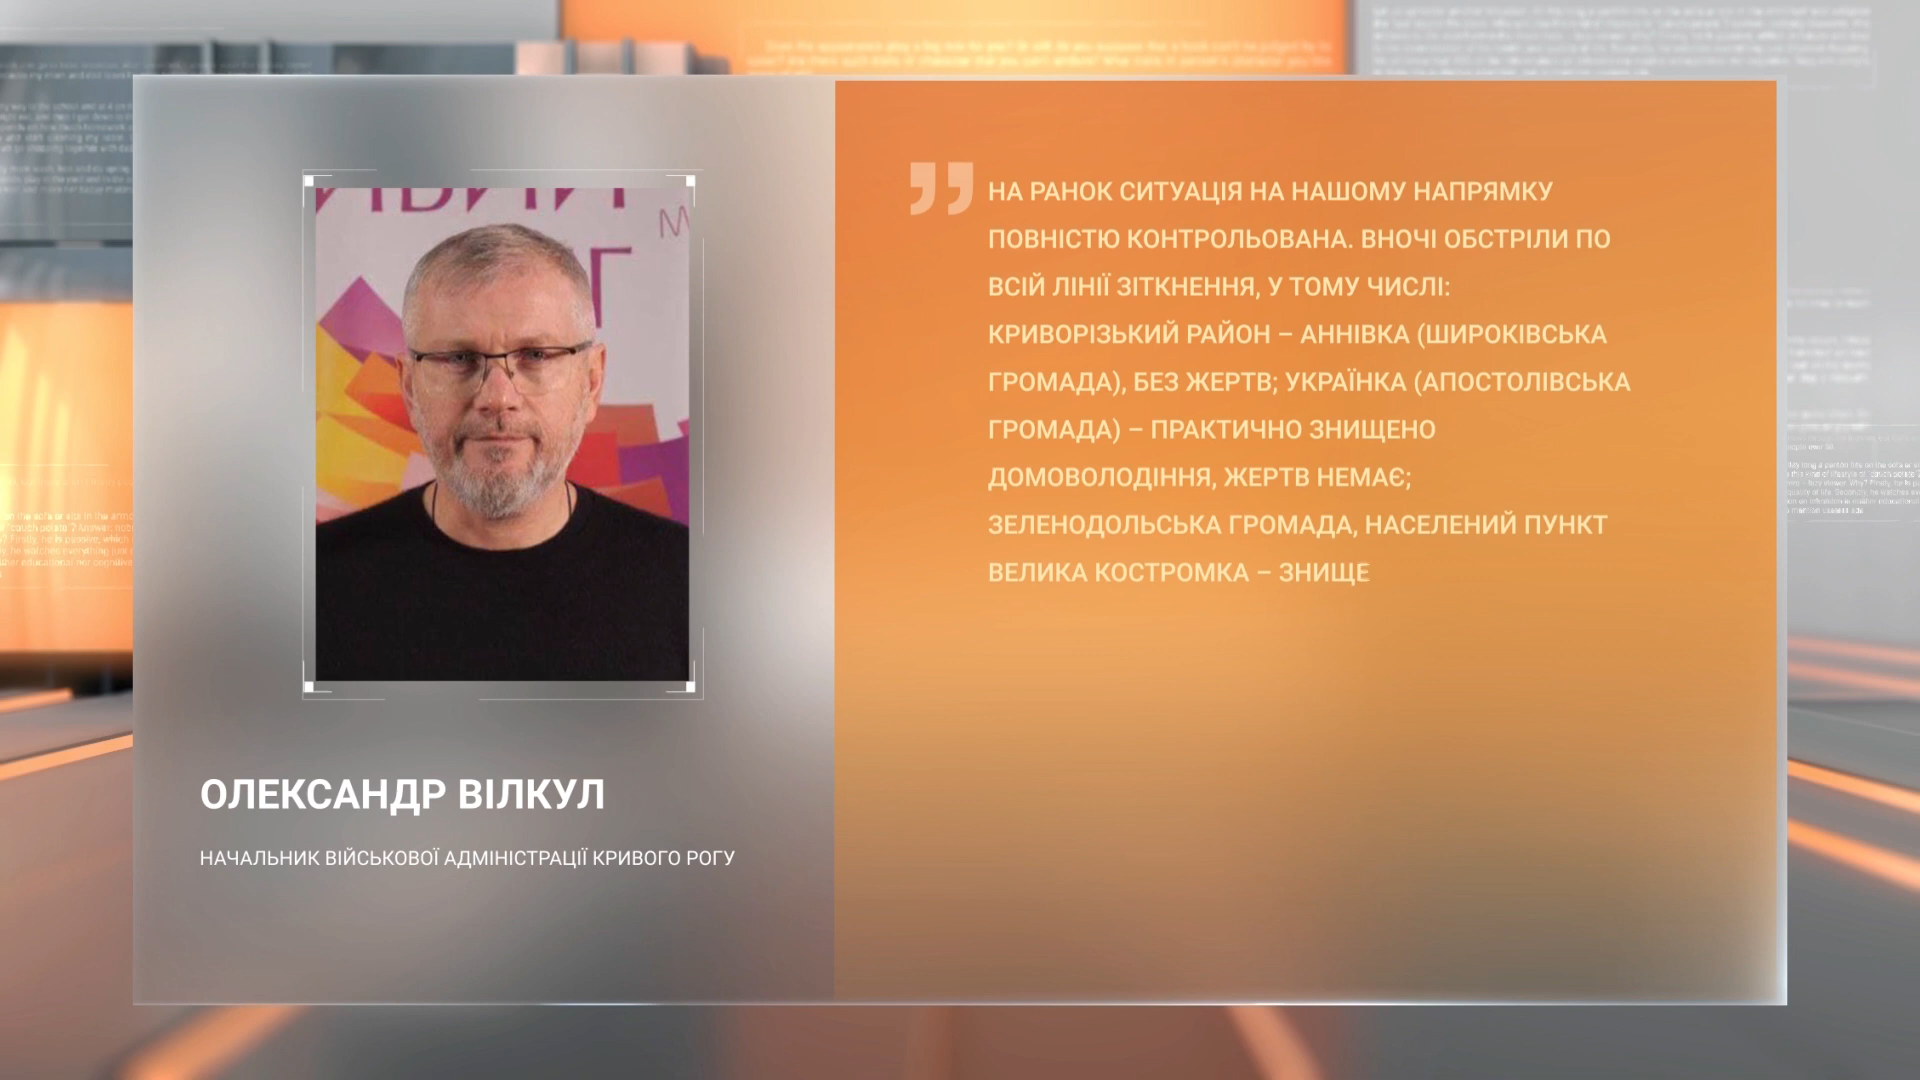 НА РАНОК СИТУАЦІЯ НА НАШОМУ НАПРЯМКУ
ПОВНІСТЮ КОНТРОЛЬОВАНА. ВНОЧІ ОБСТРІЛИ ПО
ВСІЙ ЛІНІЇ ЗІТКНЕННЯ, У ТОМУ ЧИСЛІ:
КРИВОРІЗЬКИЙ РАЙОН – АННІВКА (ШИРОКІВСЬКА
ГРОМАДА), БЕЗ ЖЕРТВ; УКРАЇНКА (АПОСТОЛІВСЬКА
ГРОМАДА) – ПРАКТИЧНО ЗНИЩЕНО
ДОМОВОЛОДІННЯ, ЖЕРТВ НЕМАЄ;
ЗЕЛЕНОДОЛЬСЬКА ГРОМАДА, НАСЕЛЕНИЙ ПУНКТ
ВЕЛИКА КОСТРОМКА – ЗНИЩЕ
ОЛЕКСАНДР ВІЛКУЛ
НАЧАЛЬНИК ВІЙСЬКОВОЇ АДМІНІСТРАЦІЇ КРИВОГО РОГУ